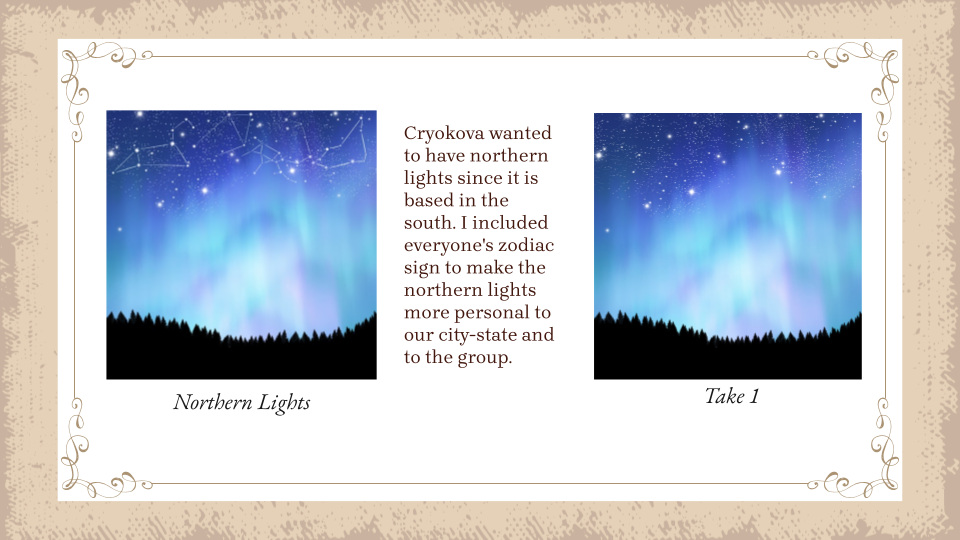 Cryokova wanted
to have northern
lights since it is
based in the
south. I included
everyone's zodiac
sign to make the
northern lights
more personal to
our city-state and
to the group.
Northern Lights
Take 1